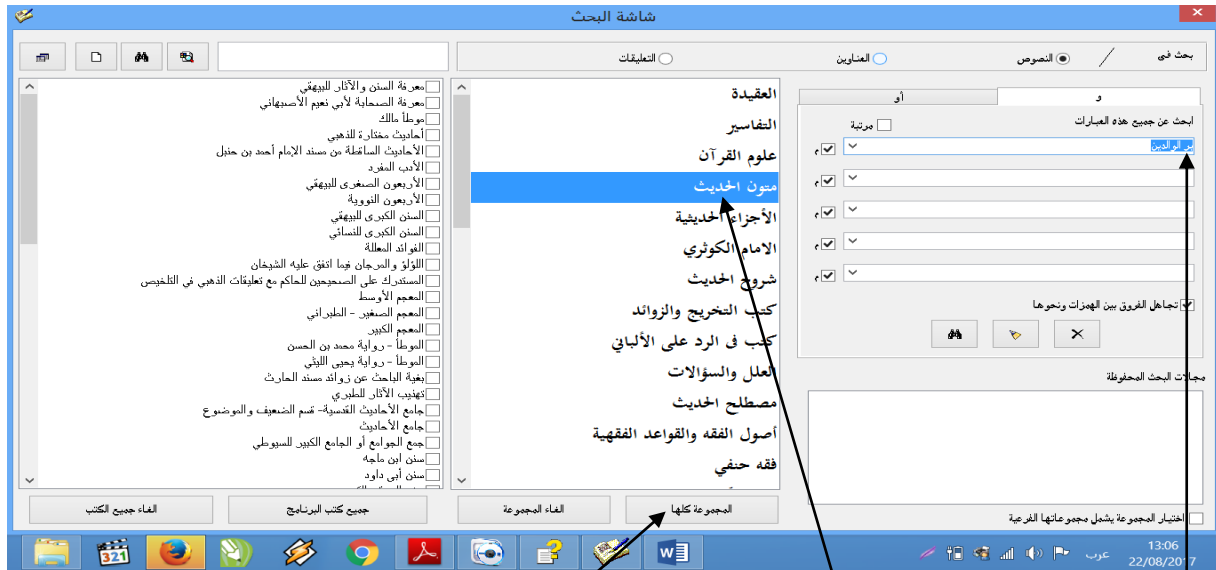 شاشة البحث
بحث في
النصوص
العناوين
التعليقات
و
أو
ابحث عن جميع هذه العبارات
مرتبة
بر الوالدين
م
م
م
م
م
تجاهل الفروق بين الهمزات ونحوها
مجالات البحث المحفوظة
اختيار المجموعة يشمل مجموعاتها الفرعية
العقيدة
التفاسير
علوم القرآن
متون الحديث
الأجزاء الحديثية
الامام الكوثري
شروح الحديث
كتب التخريج والزوائد
كتب فى الرد على الألباني
العلل والسؤالات
مصطلح الحديث
أصول الفقه والقواعد الفقهية
فقه حنفي
المجموعة كلها
الغاء المجموعة
معرفة السنن والآثار للبيهقي
معرفة الصحابة لأبي نعيم الأصبهاني
موطأ مالك
أحاديث مختارة للذهبي
الأحاديث الساقطة من مسند الإمام أحمد بن حنبل
الأدب المفرد
الأربعون الصغرى للبيهقي
الأربعون النووية
السنن الكبرى للبيهقي
السنن الكبرى للنسائي
الفوائد المعللة
اللؤلؤ والمرجان فيما اتفق عليه الشيخان
المستدرك على الصحيحين للحاكم مع تعليقات الذهبي في التلخيص
المعجم الأوسط
المعجم الصغير - الطبراني
المعجم الكبير
الموطأ - رواية محمد بن الحسن
الموطأ - رواية يحيى الليثي
بغية الباحث عن زوائد مسند الحارث
تهذيب الآثار للطبري
جامع الأحاديث القدسية- قسم الضعيف والموضوع
جامع الأحاديث
جمع الجوامع أو الجامع الكبير للسيوطي
سنن ابن ماجه
سنن أبى داود
جميع كتب البرنامج
الغاء جميع الكتب
321
عرب
13:06
22/08/2017